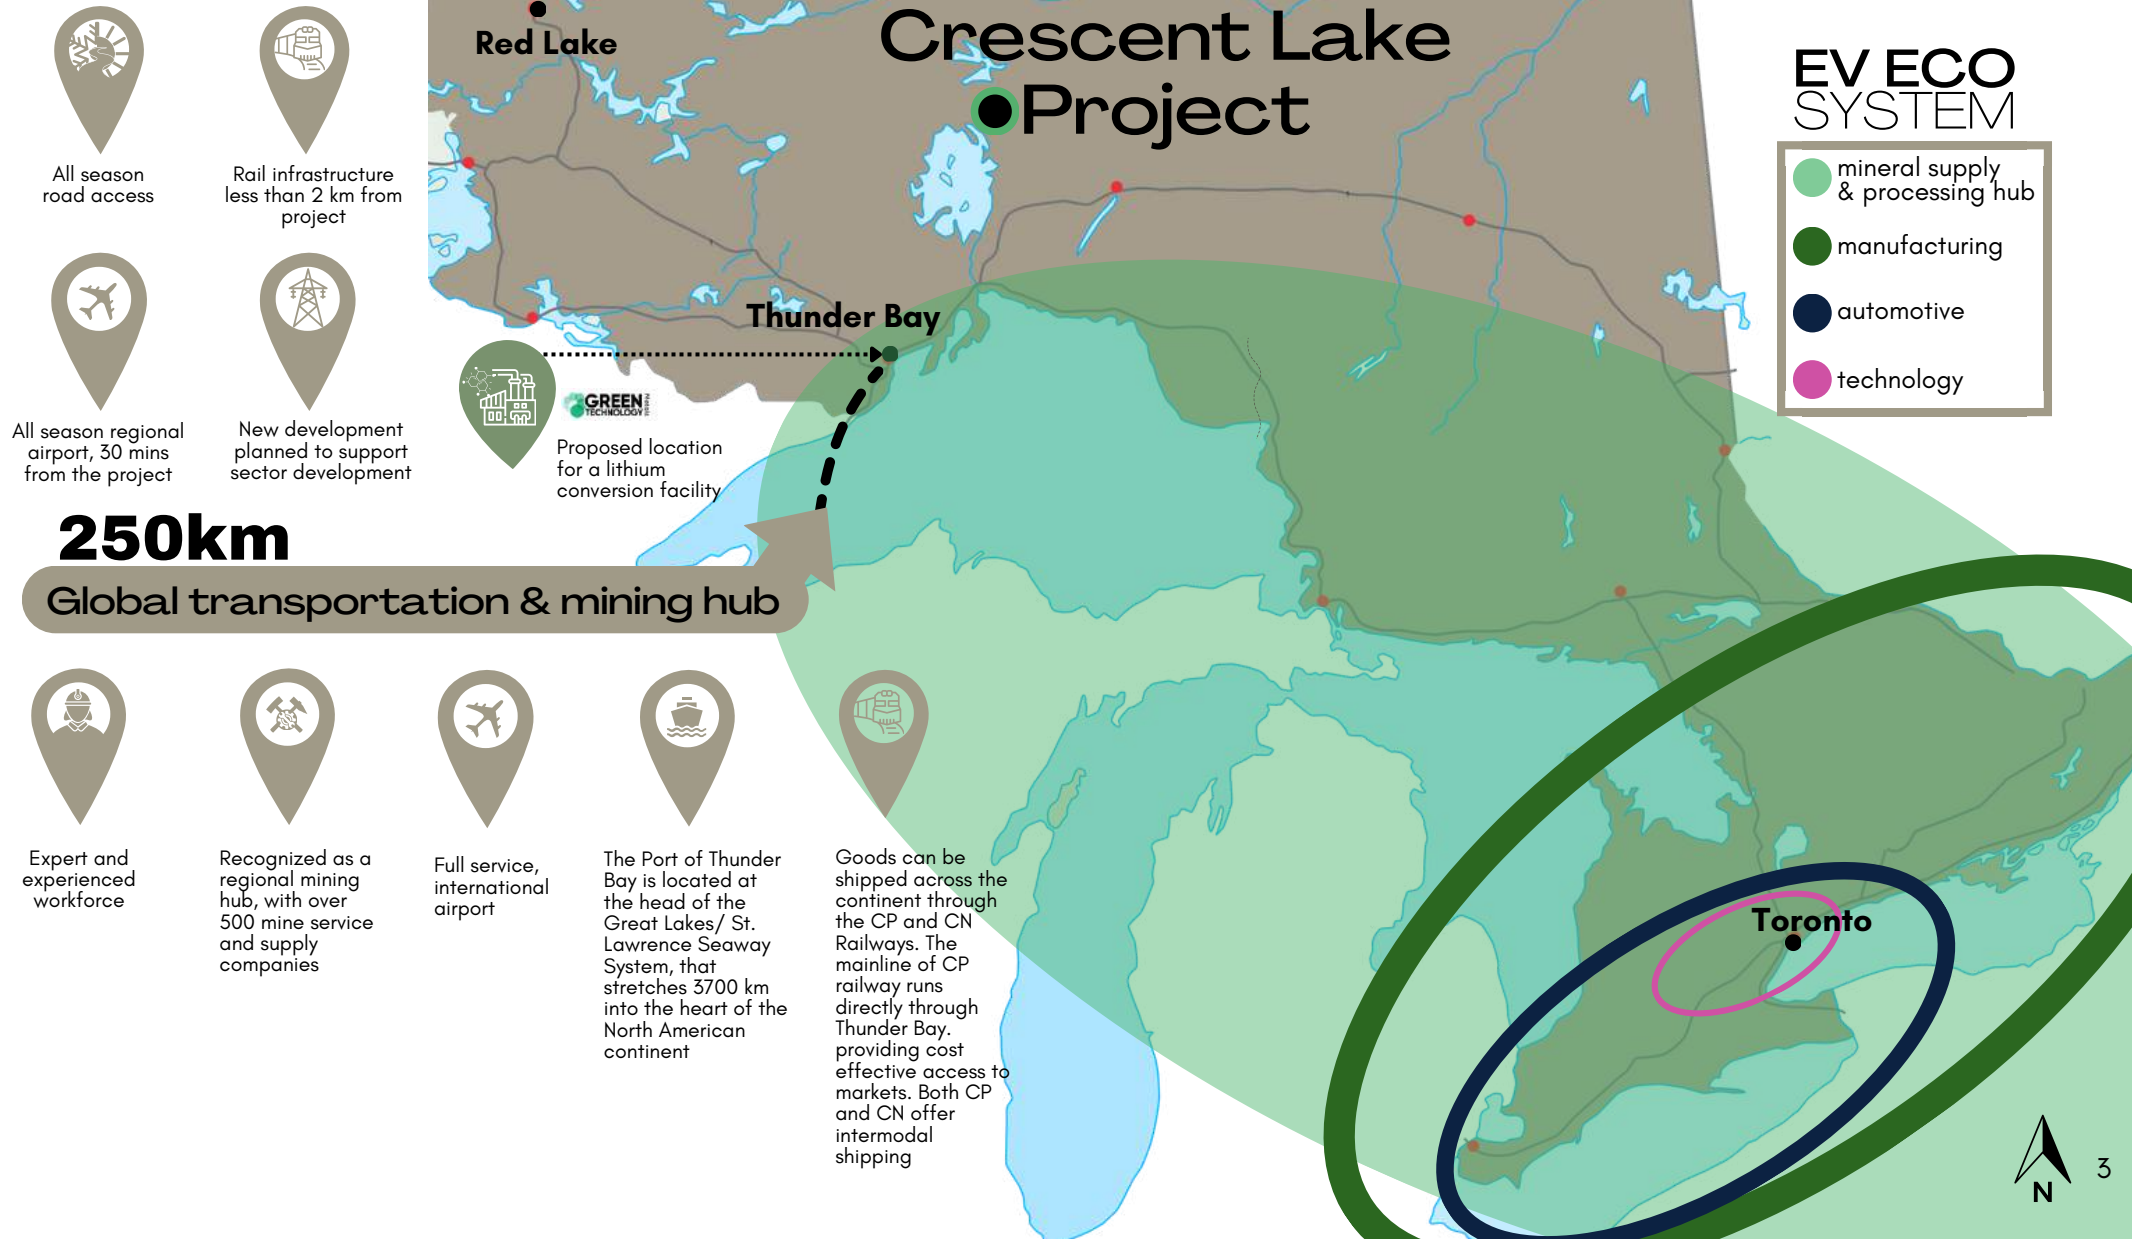 Crescent Lake
Project
Red Lake
Thunder Bay
Toronto
EV ECO
SYSTEM
mineral supply
& processing hub
manufacturing
automotive
technology
All season
road access
Rail infrastructure
less than 2 km from
project
All season regional
airport, 30 mins
from the project
New development
planned to support
sector development
GREEN
TECHNOLOGY
Metals
Proposed location
for a lithium
conversion facility
250km
Global transportation & mining hub
Expert and
experienced
workforce
Recognized as a
regional mining
hub, with over
500 mine service
and supply
companies
Full service,
international
airport
The Port of Thunder
Bay is located at
the head of the
Great Lakes/ St.
Lawrence Seaway
System, that
stretches 3700 km
into the heart of the
North American
continent
Goods can be
shipped across the
continent through
the CP and CN
Railways. The
mainline of CP
railway runs
directly through
Thunder Bay.
providing cost
effective access to
markets. Both CP
and CN offer
intermodal
shipping
N
3